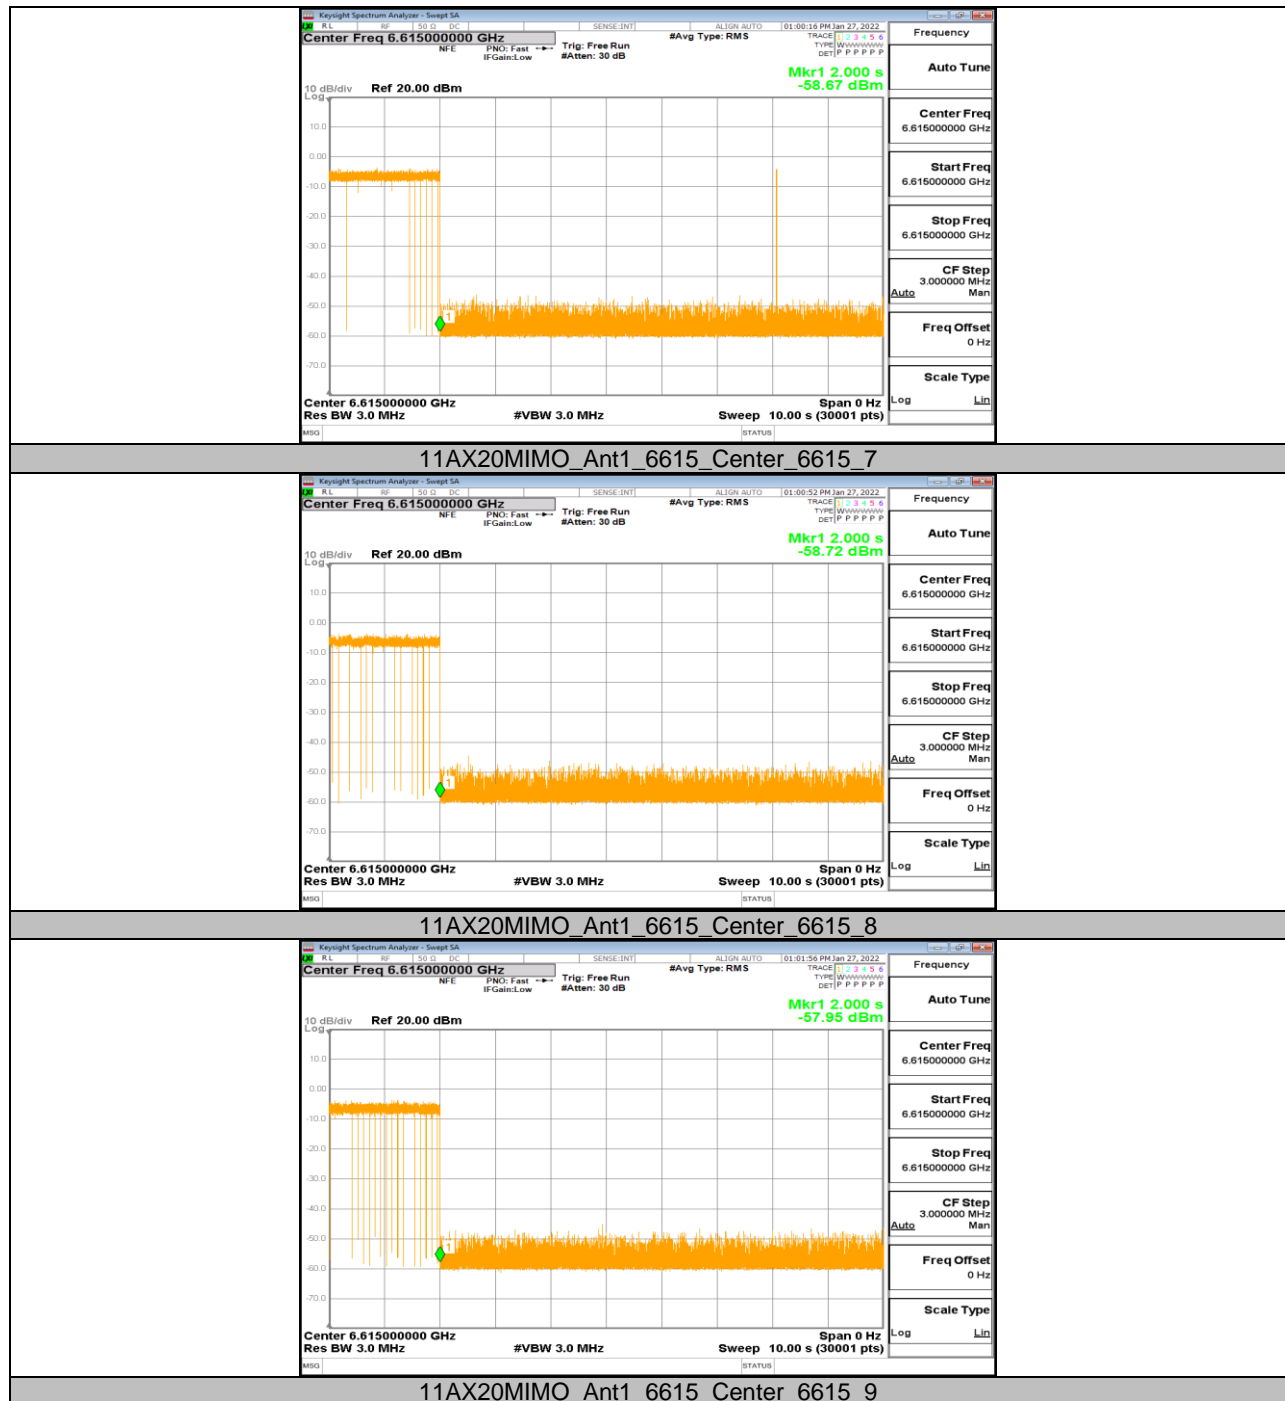 Keysight Spectrum Analyzer - Swept SA
RL RF 50 Ω DC SENSE:INT ALIGN AUTO 01:00:16 PM Jan 27, 2022
Center Freq 6.615000000 GHz
#Avg Type: RMS
TRACE 1 2 3 4 5 6
NFE PNO: Fast Trig: Free Run
TYPE WWWWWW
IFGain:Low #Atten: 30 dB
DET P P P P P P
Mkr1 2.000 s
10 dB/div Ref 20.00 dBm -58.67 dBm
Log
10.0
0.00
-10.0
-20.0
-30.0
-40.0
-50.0
-60.0
-70.0
1
Center 6.615000000 GHz Span 0 Hz
Res BW 3.0 MHz #VBW 3.0 MHz Sweep 10.00 s (30001 pts)
MSG STATUS
Frequency
Auto Tune
Center Freq
6.615000000 GHz
Start Freq
6.615000000 GHz
Stop Freq
6.615000000 GHz
CF Step
3.000000 MHz
Auto Man
Freq Offset
0 Hz
Scale Type
Log Lin
11AX20MIMO_Ant1_6615_Center_6615_7
Keysight Spectrum Analyzer - Swept SA
RL RF 50 Ω DC SENSE:INT ALIGN AUTO 01:00:52 PM Jan 27, 2022
Center Freq 6.615000000 GHz
#Avg Type: RMS
TRACE 1 2 3 4 5 6
NFE PNO: Fast Trig: Free Run
TYPE WWWWWW
IFGain:Low #Atten: 30 dB
DET P P P P P P
Mkr1 2.000 s
10 dB/div Ref 20.00 dBm -58.72 dBm
Log
10.0
0.00
-10.0
-20.0
-30.0
-40.0
-50.0
-60.0
-70.0
1
Center 6.615000000 GHz Span 0 Hz
Res BW 3.0 MHz #VBW 3.0 MHz Sweep 10.00 s (30001 pts)
MSG STATUS
Frequency
Auto Tune
Center Freq
6.615000000 GHz
Start Freq
6.615000000 GHz
Stop Freq
6.615000000 GHz
CF Step
3.000000 MHz
Auto Man
Freq Offset
0 Hz
Scale Type
Log Lin
11AX20MIMO_Ant1_6615_Center_6615_8
Keysight Spectrum Analyzer - Swept SA
RL RF 50 Ω DC SENSE:INT ALIGN AUTO 01:01:56 PM Jan 27, 2022
Center Freq 6.615000000 GHz
#Avg Type: RMS
TRACE 1 2 3 4 5 6
NFE PNO: Fast Trig: Free Run
TYPE WWWWWW
IFGain:Low #Atten: 30 dB
DET P P P P P P
Mkr1 2.000 s
10 dB/div Ref 20.00 dBm -57.95 dBm
Log
10.0
0.00
-10.0
-20.0
-30.0
-40.0
-50.0
-60.0
-70.0
1
Center 6.615000000 GHz Span 0 Hz
Res BW 3.0 MHz #VBW 3.0 MHz Sweep 10.00 s (30001 pts)
MSG STATUS
Frequency
Auto Tune
Center Freq
6.615000000 GHz
Start Freq
6.615000000 GHz
Stop Freq
6.615000000 GHz
CF Step
3.000000 MHz
Auto Man
Freq Offset
0 Hz
Scale Type
Log Lin
11AX20MIMO_Ant1_6615_Center_6615_9